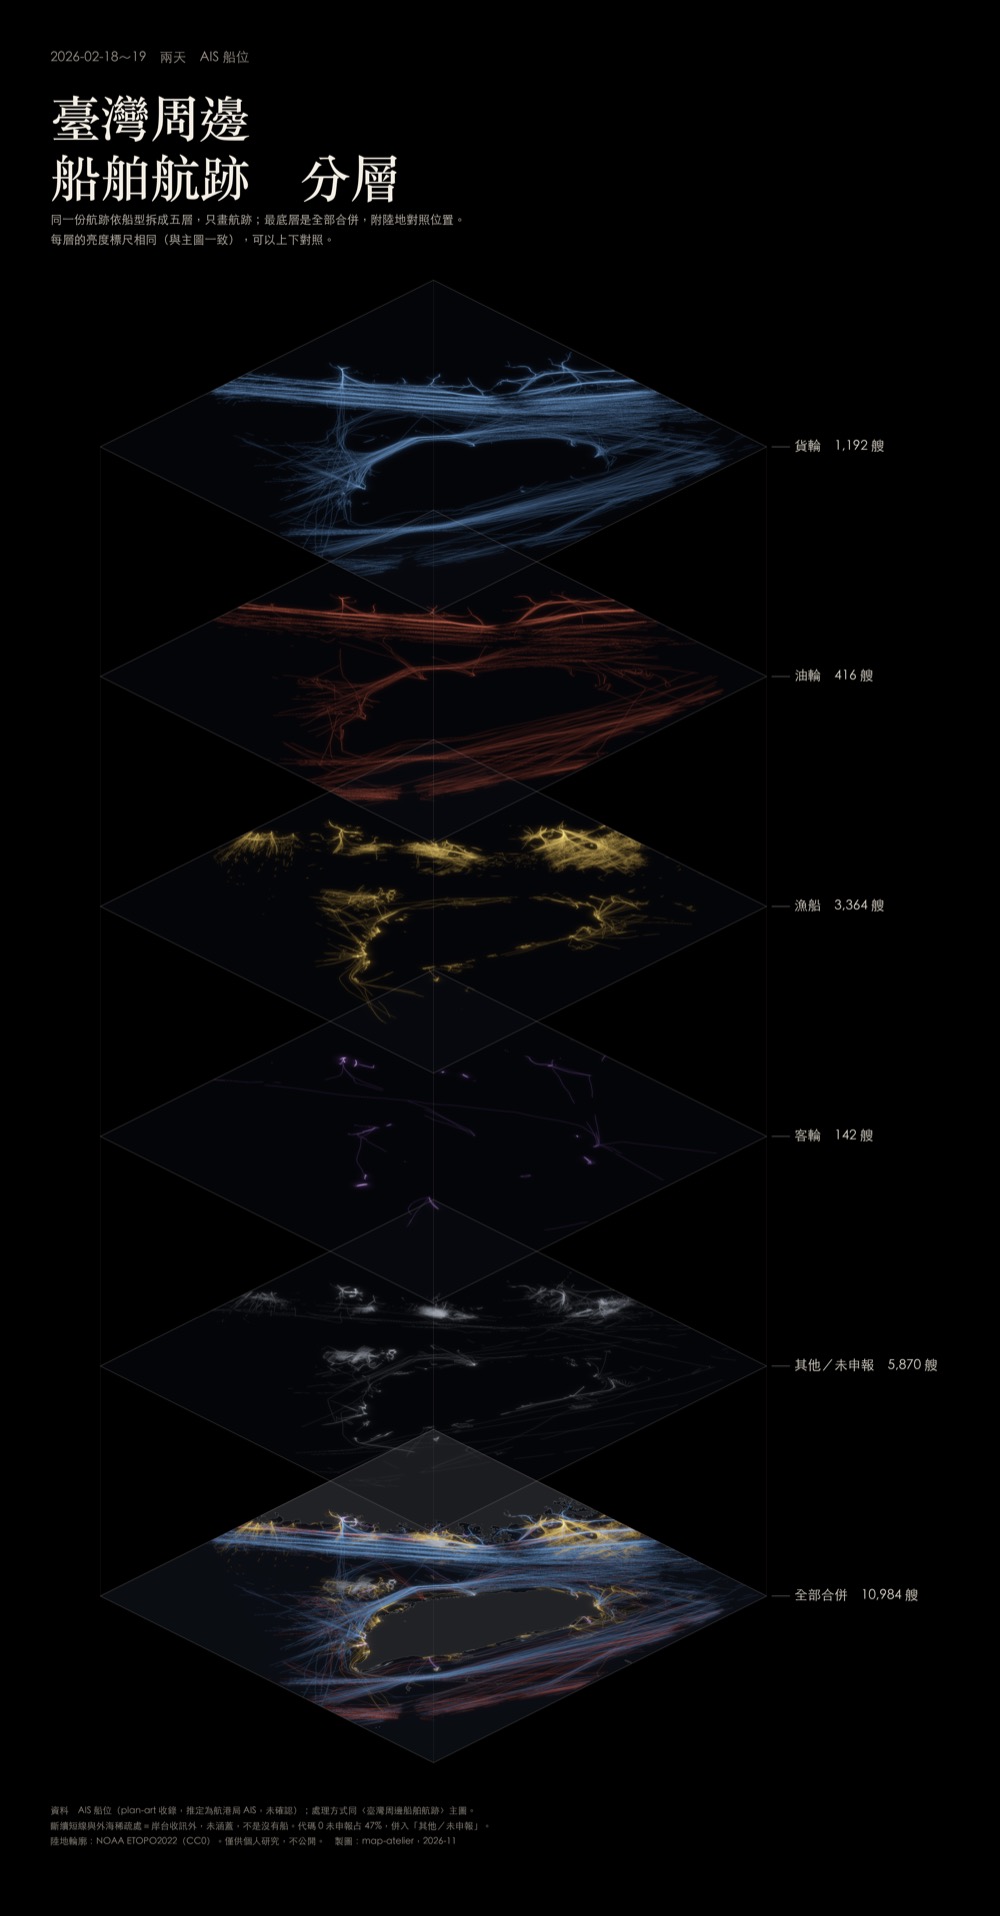 2026-02-18～19　兩天　AIS 船位
臺灣周邊
船舶航跡　分層
同一份航跡依船型拆成五層，只畫航跡；最底層是全部合併，附陸地對照位置。
每層的亮度標尺相同（與主圖一致），可以上下對照。
貨輪　1,192 艘
油輪　416 艘
漁船　3,364 艘
客輪　142 艘
其他／未申報　5,870 艘
全部合併　10,984 艘
資料　AIS 船位（plan-art 收錄，推定為航港局 AIS，未確認）；處理方式同〈臺灣周邊船舶航跡〉主圖。
斷續短線與外海稀疏處＝岸台收訊外，未涵蓋，不是沒有船。代碼 0 未申報占 47%，併入「其他／未申報」。
陸地輪廓：NOAA ETOPO2022（CC0）。僅供個人研究，不公開。　製圖：map-atelier，2026-11